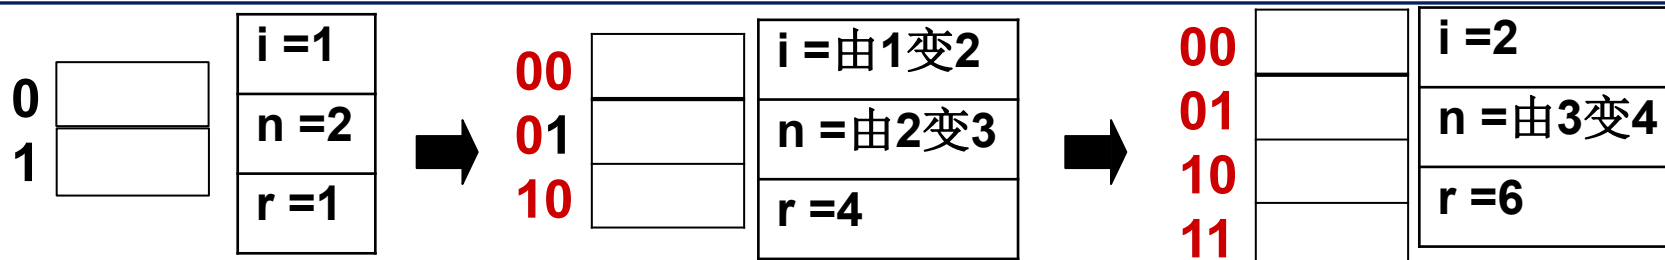 0
1
i =1
n =2
r =1
00
01
10
i =由1变2
n =由2变3
r =4
00
01
10
11
i =2
n =由3变4
r =6